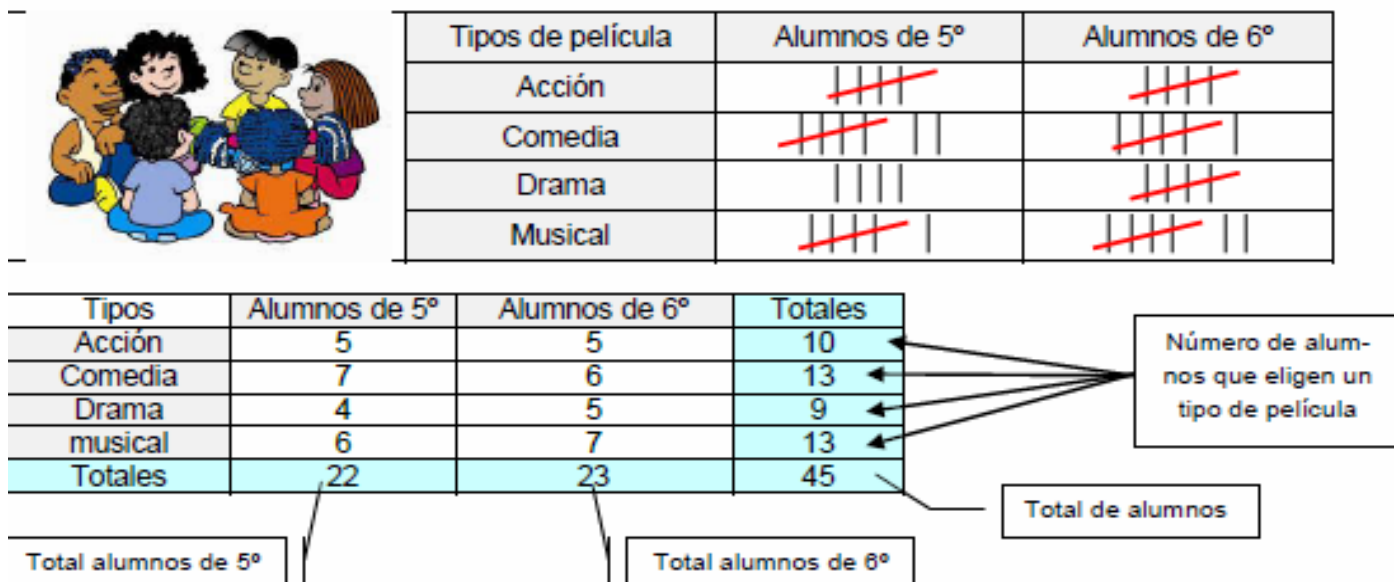 Tipos de película Alumnos de 5º Alumnos de 6º
Acción
Comedia
Drama
Musical
Tipos Alumnos de 5º Alumnos de 6º Totales
Acción 5 5 10
Comedia 7 6 13
Drama 4 5 9
musical 6 7 13
Totales 22 23 45
Número de alum-
nos que eligen un
tipo de película
Total de alumnos
Total alumnos de 5º
Total alumnos de 6º